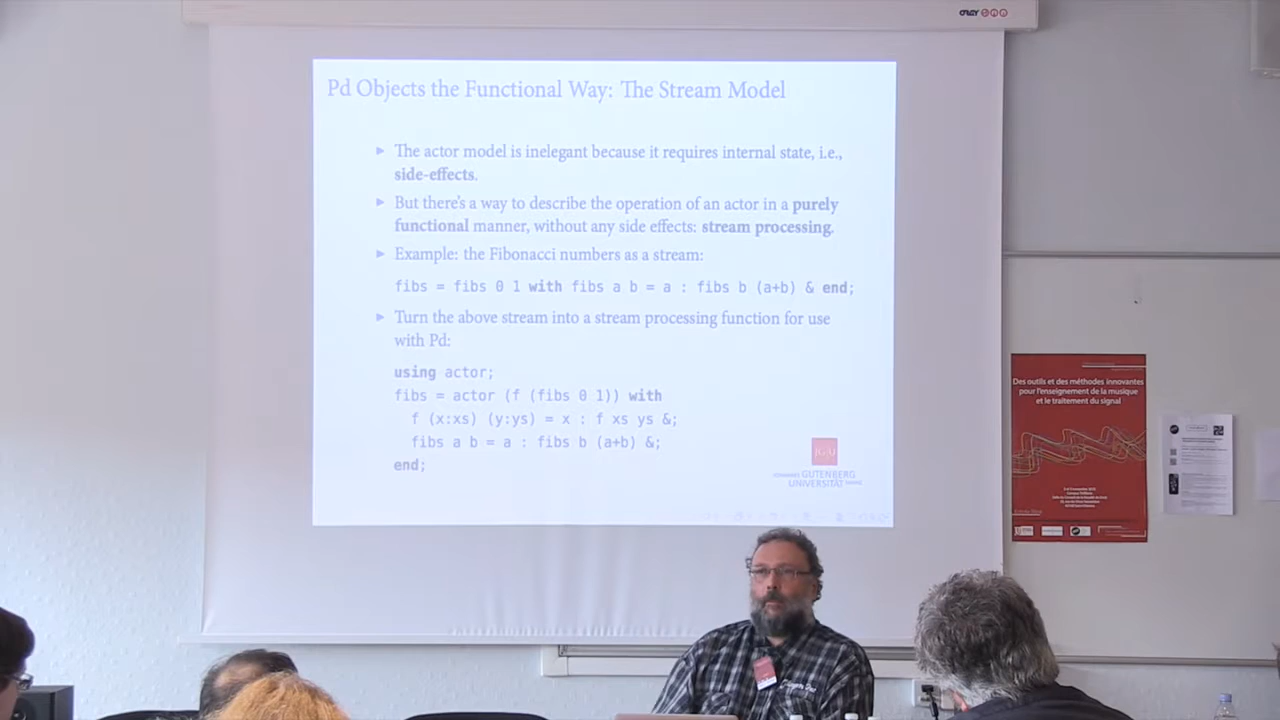 ORAY
Pd Objects the Functional Way: The Stream Model
The actor model is inelegant because it requires internal state, i.e.,
side-effects.
But there's a way to describe the operation of an actor in a purely
functional manner, without any side effects: stream processing.
Example: the Fibonacci numbers as a stream:
fibs = fibs 0 1 with fibs a b = a : fibs b (a+b) & end;
Turn the above stream into a stream processing function for use
with Pd:
using actor;
fibs = actor (f (fibs 0 1)) with
f (x:xs) (y:ys) = x : f xs ys &;
fibs a b = a : fibs b (a+b) &;
end;
JG|U
JOHANNES GUTENBERG
UNIVERSITÄT MAINZ
Des outils et des méthodes innovantes
pour l'enseignement de la musique
et le traitement du signal